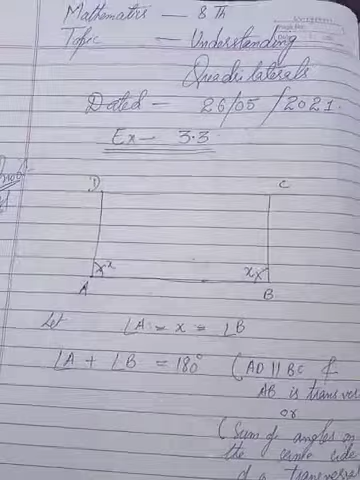 Mathematics — 8 Th
Topic — Understanding
Quadrilaterals
Dated — 26/05/2021.
Ex — 3.3
D C
x x
A B
Let ∠A = x = ∠B
∠A + ∠B = 180° (AD || BC &
AB is transver
or
(Sum of angles on
the same side
of a transversal